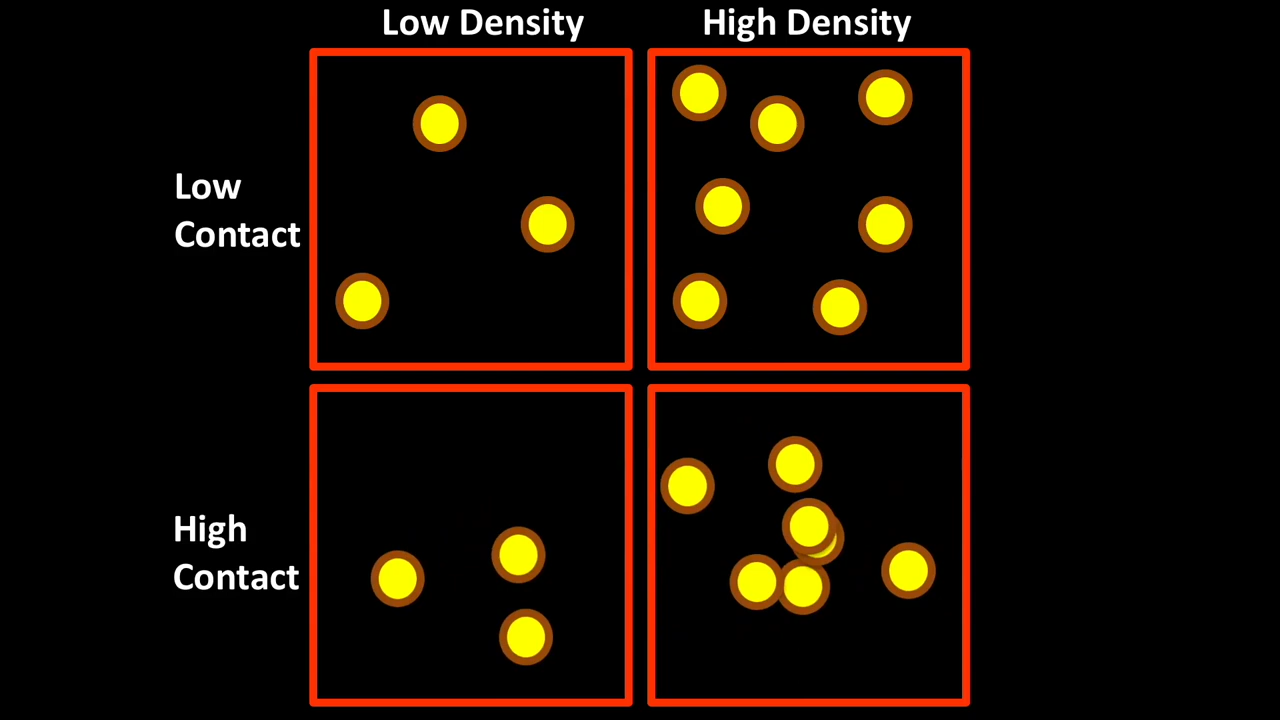 Low Density
High Density
Low
Contact
High
Contact